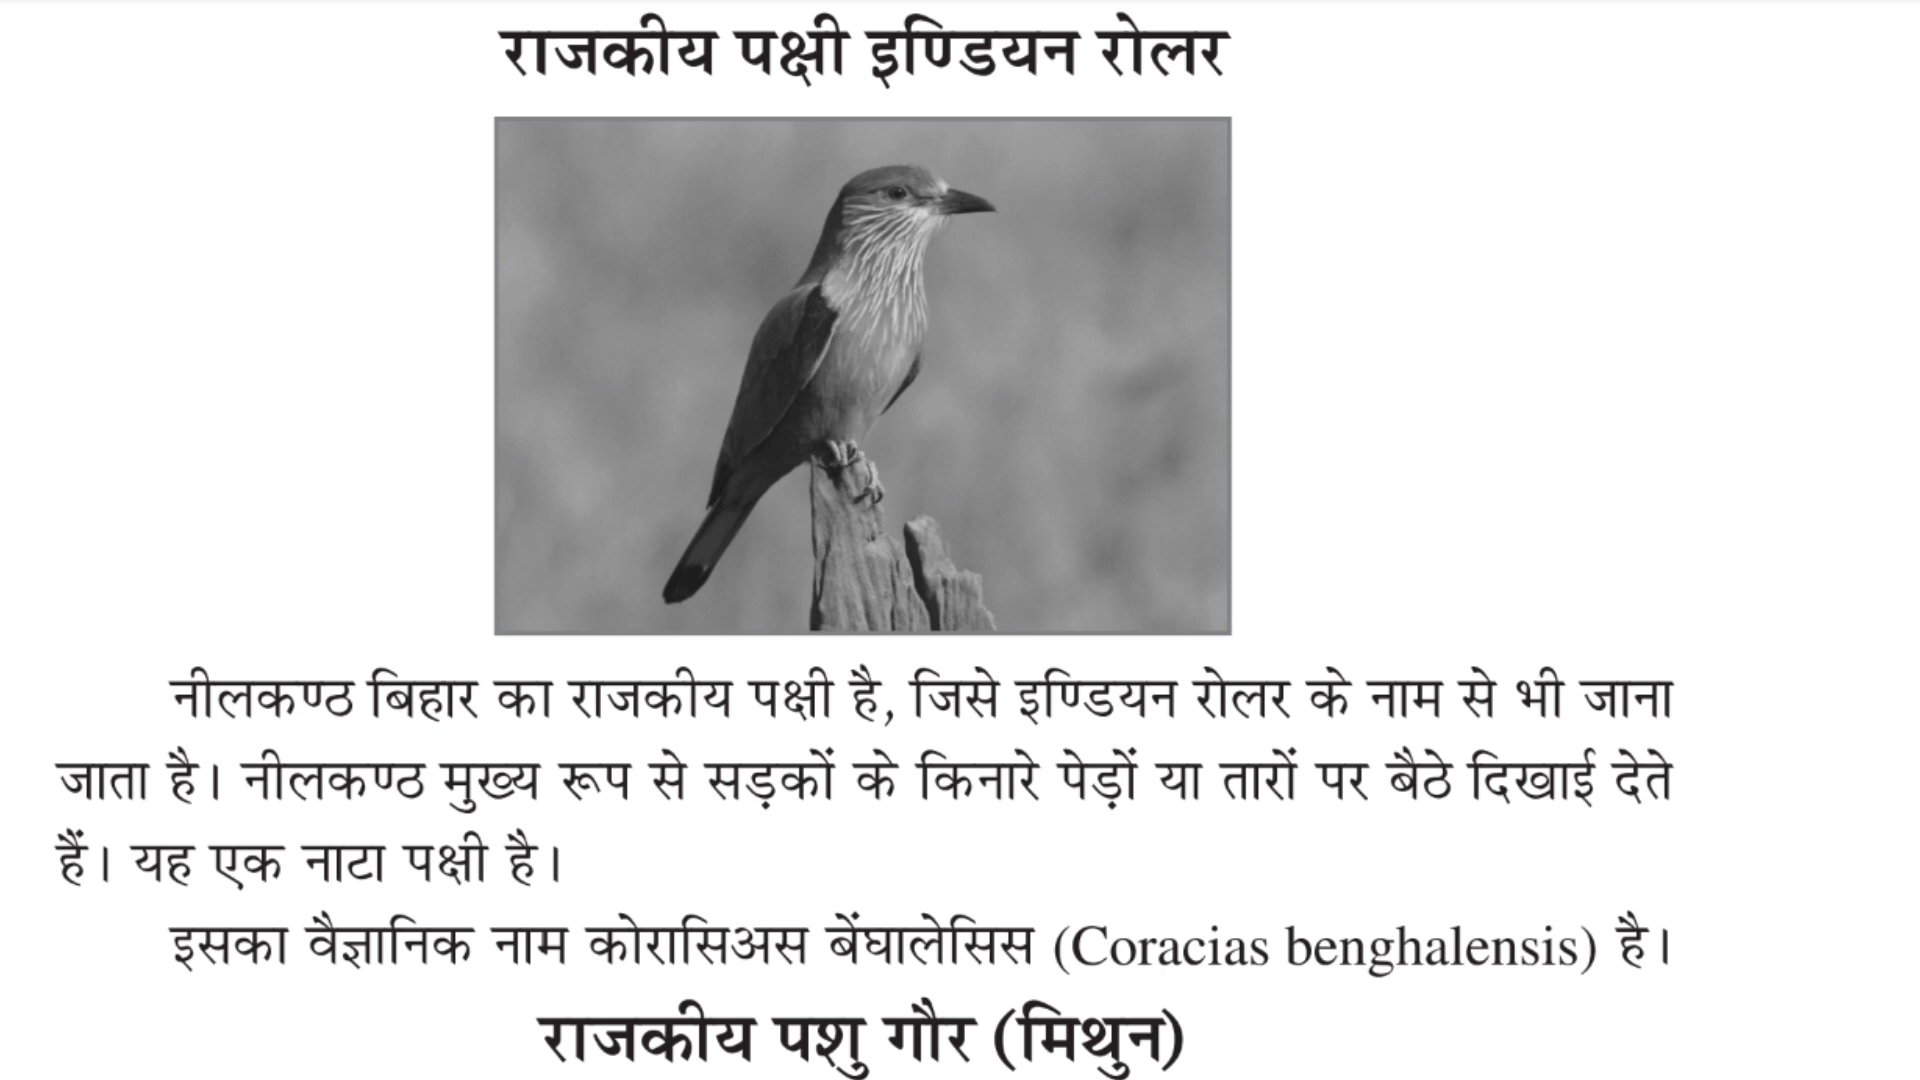 राजकीय पक्षी इण्डियन रोलर
नीलकण्ठ बिहार का राजकीय पक्षी है, जिसे इण्डियन रोलर के नाम से भी जाना
जाता है। नीलकण्ठ मुख्य रूप से सड़कों के किनारे पेड़ों या तारों पर बैठे दिखाई देते
हैं। यह एक नाटा पक्षी है।
इसका वैज्ञानिक नाम कोरासिअस बेंघालेसिस (Coracias benghalensis) है।
राजकीय पशु गौर (मिथुन)